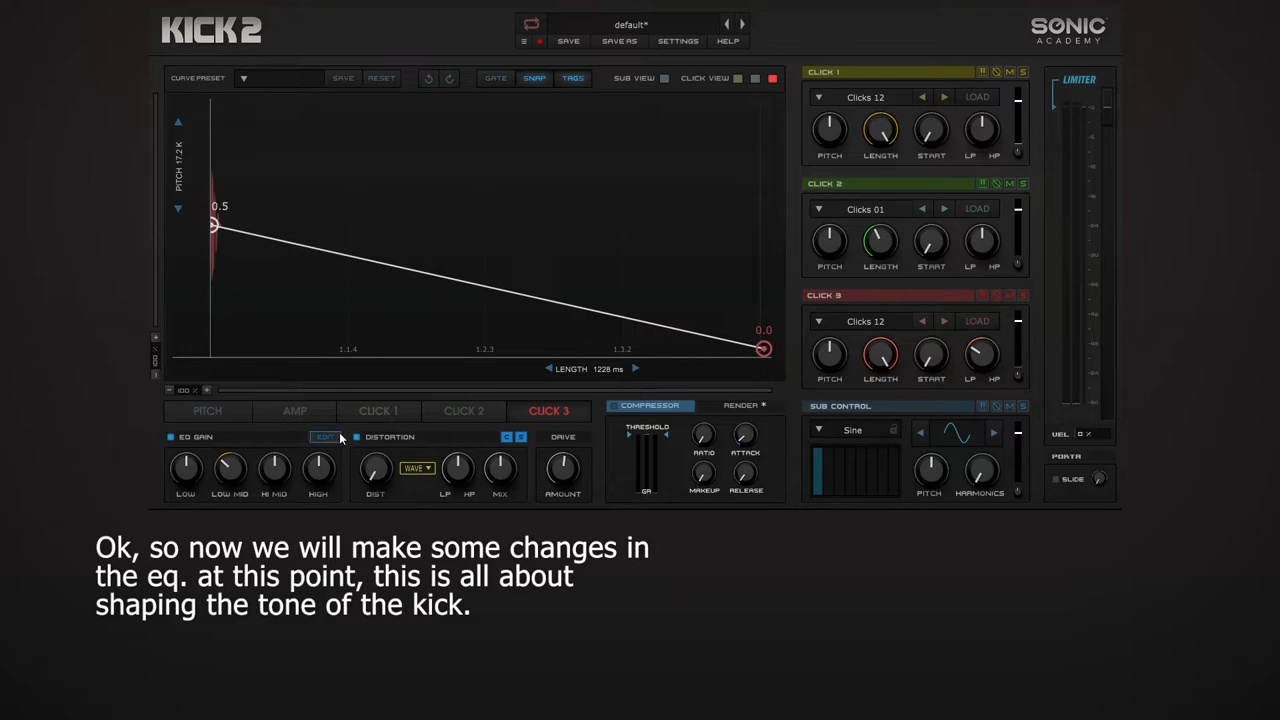 KICK 2
default*
SONIC
ACADEMY
SAVE
SAVE AS
SETTINGS
HELP
CURVE PRESET
SAVE
RESET
GATE
SNAP
TAGS
SUB VIEW
CLICK VIEW
PITCH 17.2 K
0.5
0.0
1.1.4
1.2.3
1.3.2
LENGTH 1228 ms
100 %
100 %
CLICK 1
M S
Clicks 12
LOAD
PITCH
LENGTH
START
LP HP
CLICK 2
M S
Clicks 01
LOAD
PITCH
LENGTH
START
LP HP
CLICK 3
M S
Clicks 12
LOAD
PITCH
LENGTH
START
LP HP
LIMITER
VEL
%
PORTA
SLIDE
PITCH
AMP
CLICK 1
CLICK 2
CLICK 3
EQ GAIN
EDIT
LOW
LOW MID
HI MID
HIGH
DISTORTION
C S
DIST
WAVE
LP HP
MIX
DRIVE
AMOUNT
COMPRESSOR
RENDER *
THRESHOLD
GR
RATIO
ATTACK
MAKEUP
RELEASE
SUB CONTROL
M S
Sine
PITCH
HARMONICS
Ok, so now we will make some changes in
the eq. at this point, this is all about
shaping the tone of the kick.